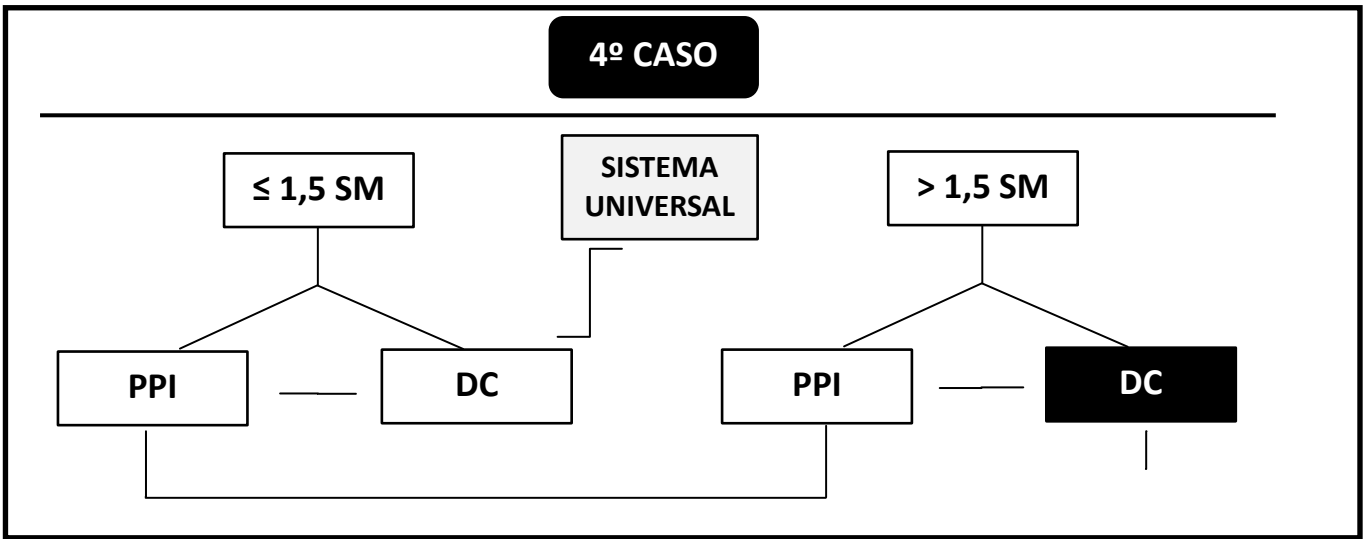 4º CASO
≤ 1,5 SM
SISTEMA
UNIVERSAL
> 1,5 SM
PPI
DC
PPI
DC